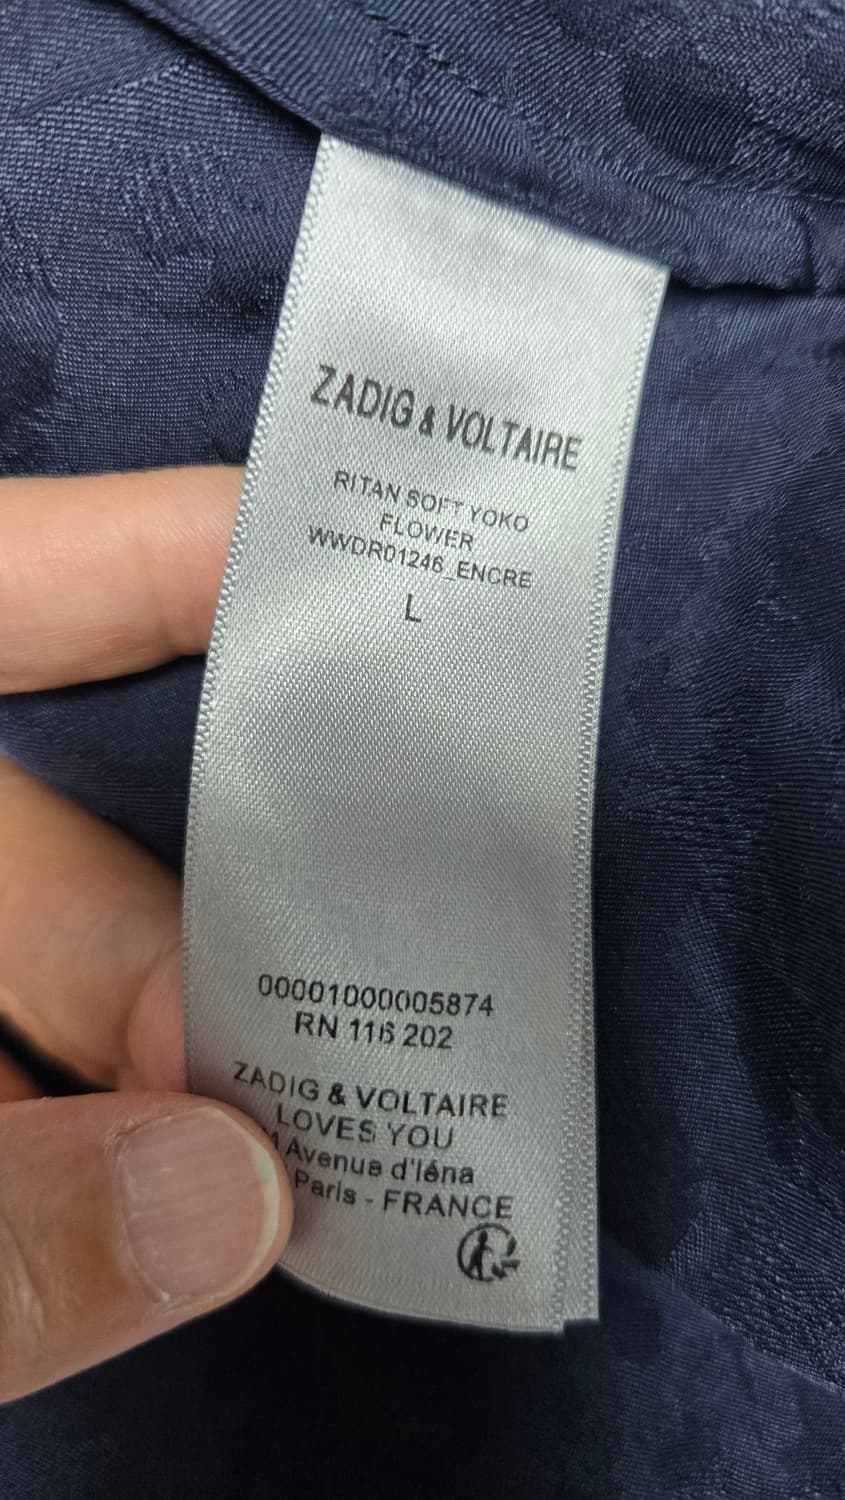 ZADIG & VOLTAIRE
RITAN SOFT YOKO
FLOWER
WWDR01246_ENCRE
L
00001000005874
RN 116 202
ZADIG & VOLTAIRE
LOVES YOU
1 Avenue d'Iéna
Paris - FRANCE